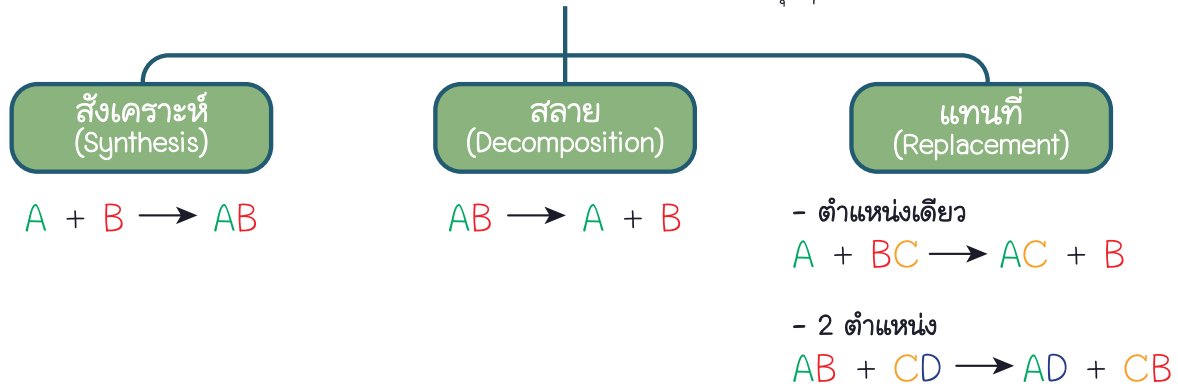 สังเคราะห์
(Synthesis)
A + B → AB
สลาย
(Decomposition)
AB → A + B
แทนที่
(Replacement)
- ตำแหน่งเดียว
A + BC → AC + B
- 2 ตำแหน่ง
AB + CD → AD + CB